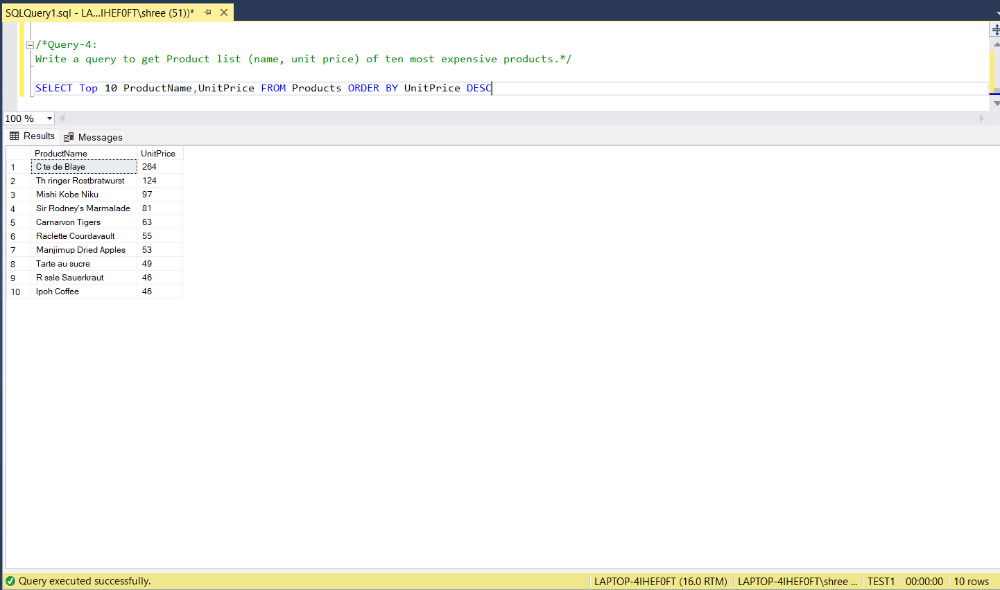 SQLQuery1.sql - LA...IHEF0FT\shree (51))*
/*Query-4:
Write a query to get Product list (name, unit price) of ten most expensive products.*/
SELECT Top 10 ProductName,UnitPrice FROM Products ORDER BY UnitPrice DESC
100 %
Results Messages
ProductName UnitPrice
1 C te de Blaye 264
2 Th ringer Rostbratwurst 124
3 Mishi Kobe Niku 97
4 Sir Rodney's Marmalade 81
5 Carnarvon Tigers 63
6 Raclette Courdavault 55
7 Manjimup Dried Apples 53
8 Tarte au sucre 49
9 R ssle Sauerkraut 46
10 Ipoh Coffee 46
Query executed successfully. LAPTOP-4IHEF0FT (16.0 RTM) LAPTOP-4IHEF0FT\shree ... TEST1 00:00:00 10 rows